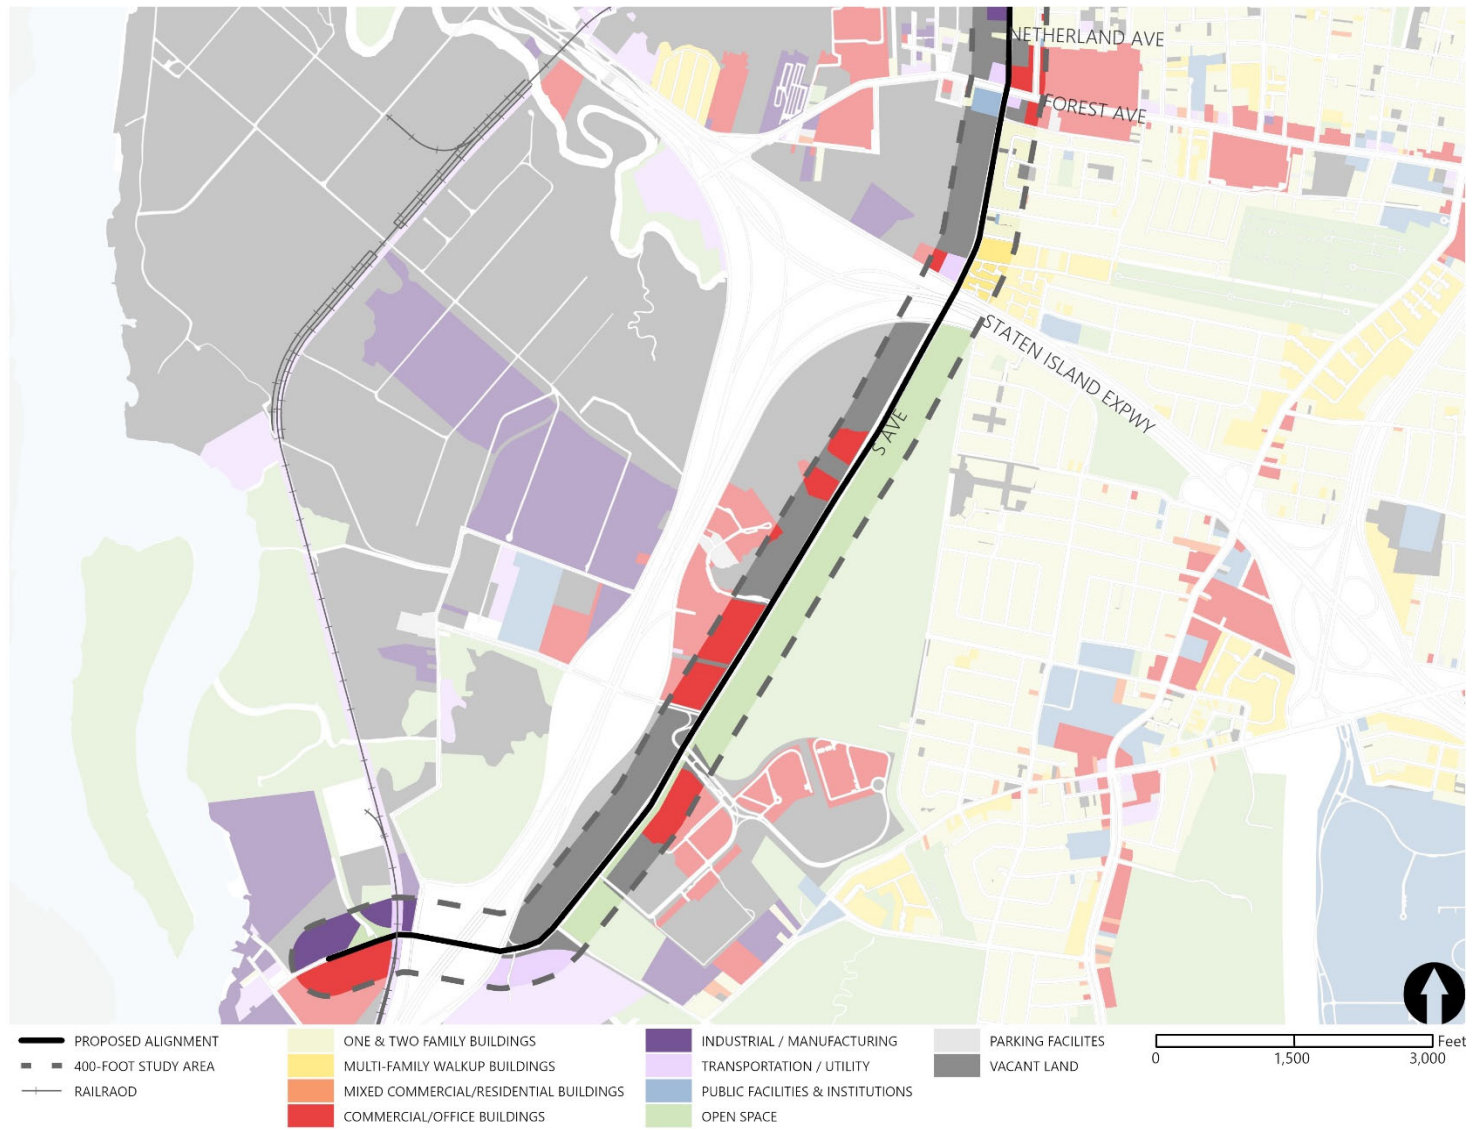 NETHERLAND AVE
FOREST AVE
STATEN ISLAND EXPWY
S AVE
PROPOSED ALIGNMENT
400-FOOT STUDY AREA
RAILRAOD
ONE & TWO FAMILY BUILDINGS
MULTI-FAMILY WALKUP BUILDINGS
MIXED COMMERCIAL/RESIDENTIAL BUILDINGS
COMMERCIAL/OFFICE BUILDINGS
INDUSTRIAL / MANUFACTURING
TRANSPORTATION / UTILITY
PUBLIC FACILITIES & INSTITUTIONS
OPEN SPACE
PARKING FACILITES
VACANT LAND
Feet
0 1,500 3,000